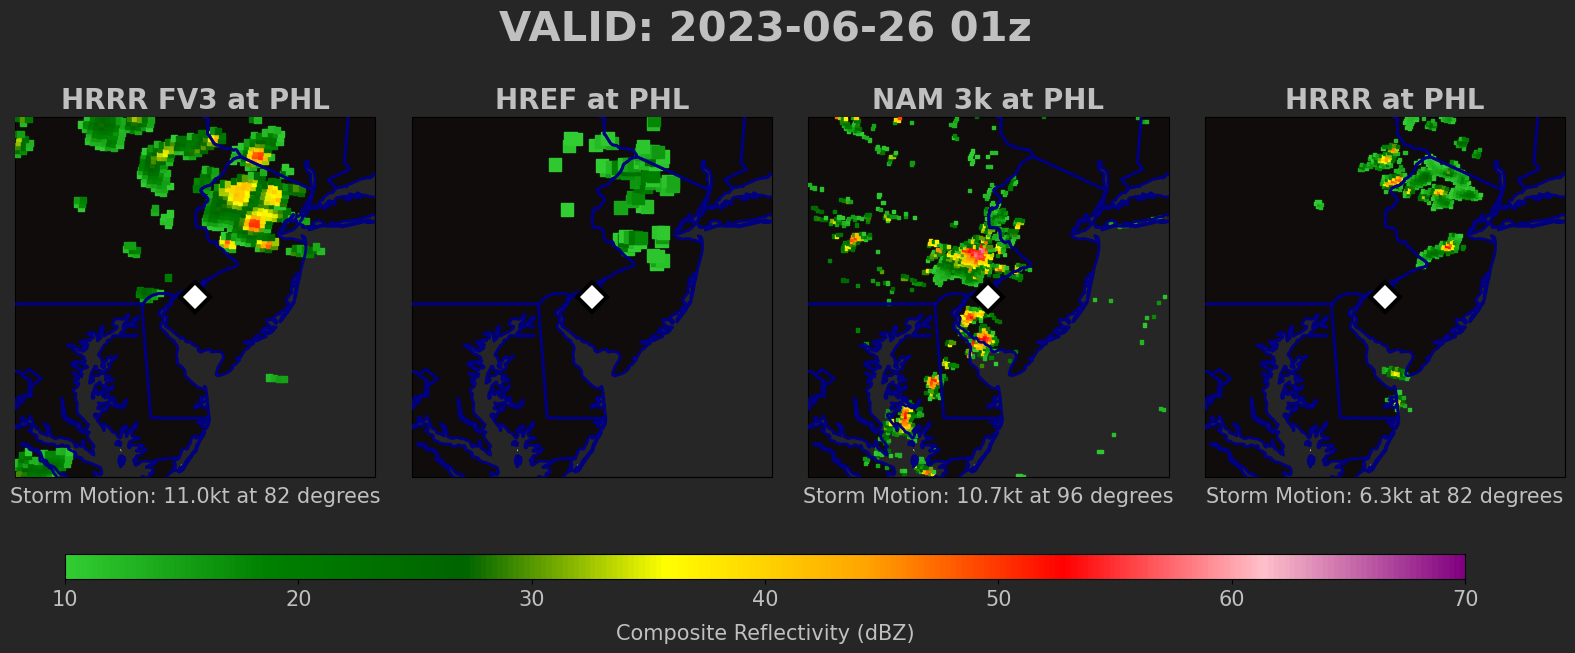 VALID: 2023-06-26 01z
HRRR FV3 at PHL
HREF at PHL
NAM 3k at PHL
HRRR at PHL
Storm Motion: 11.0kt at 82 degrees
Storm Motion: 10.7kt at 96 degrees
Storm Motion: 6.3kt at 82 degrees
10 20 30 40 50 60 70
Composite Reflectivity (dBZ)